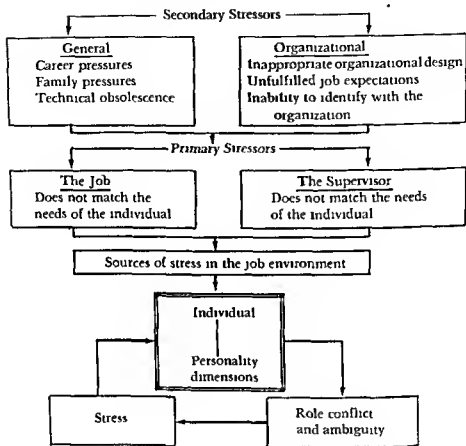 Secondary Stressors
General
Career pressures
Family pressures
Technical obsolescence
Organizational
Inappropriate organizational design
Unfulfilled job expectations
Inability to identify with the
organization
Primary Stressors
The Job
Does not match the
needs of the individual
The Supervisor
Does not match the needs
of the individual
Sources of stress in the job environment
Individual
Personality
dimensions
Stress
Role conflict
and ambiguity